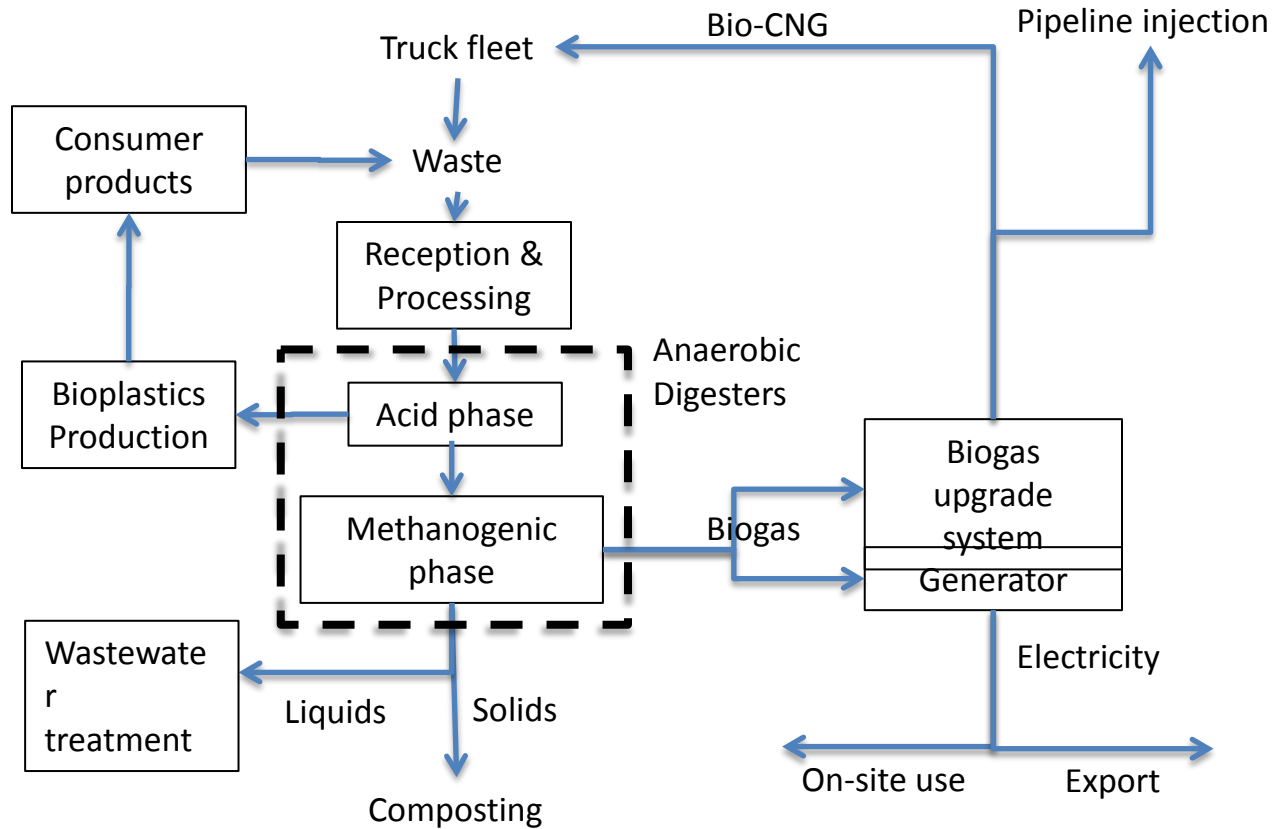 Bio-CNG
Pipeline injection
Truck fleet
Consumer
products
Waste
Reception &
Processing
Anaerobic
Digesters
Bioplastics
Production
Acid phase
Biogas
upgrade
system
Methanogenic
phase
Biogas
Generator
Wastewate
r
treatment
Liquids
Solids
Electricity
On-site use
Export
Composting